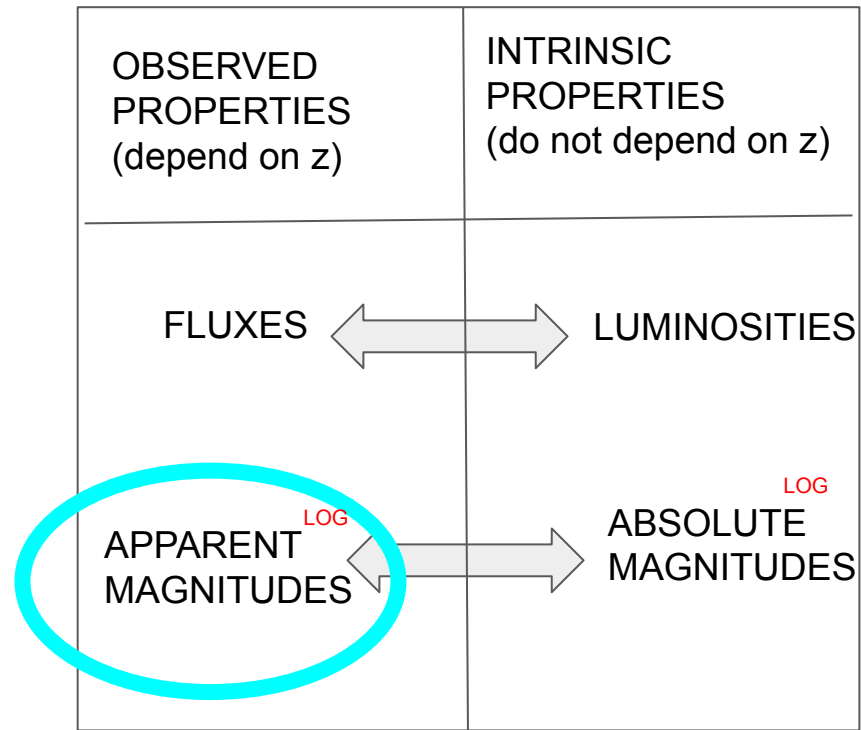 OBSERVED
PROPERTIES
(depend on z)
INTRINSIC
PROPERTIES
(do not depend on z)
FLUXES
LUMINOSITIES
LOG
APPARENT
MAGNITUDES
LOG
ABSOLUTE
MAGNITUDES